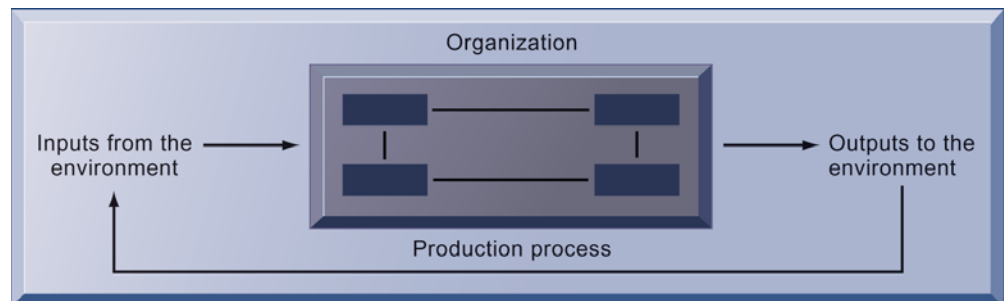 Organization
Inputs from the
environment
Outputs to the
environment
Production process